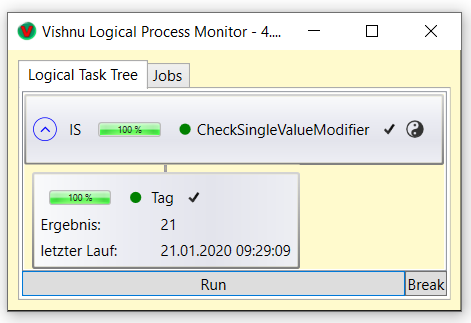 Vishnu Logical Process Monitor - 4....
Logical Task Tree Jobs
IS 100 % CheckSingleValueModifier
100 % Tag
Ergebnis: 21
letzter Lauf: 21.01.2020 09:29:09
Run Break